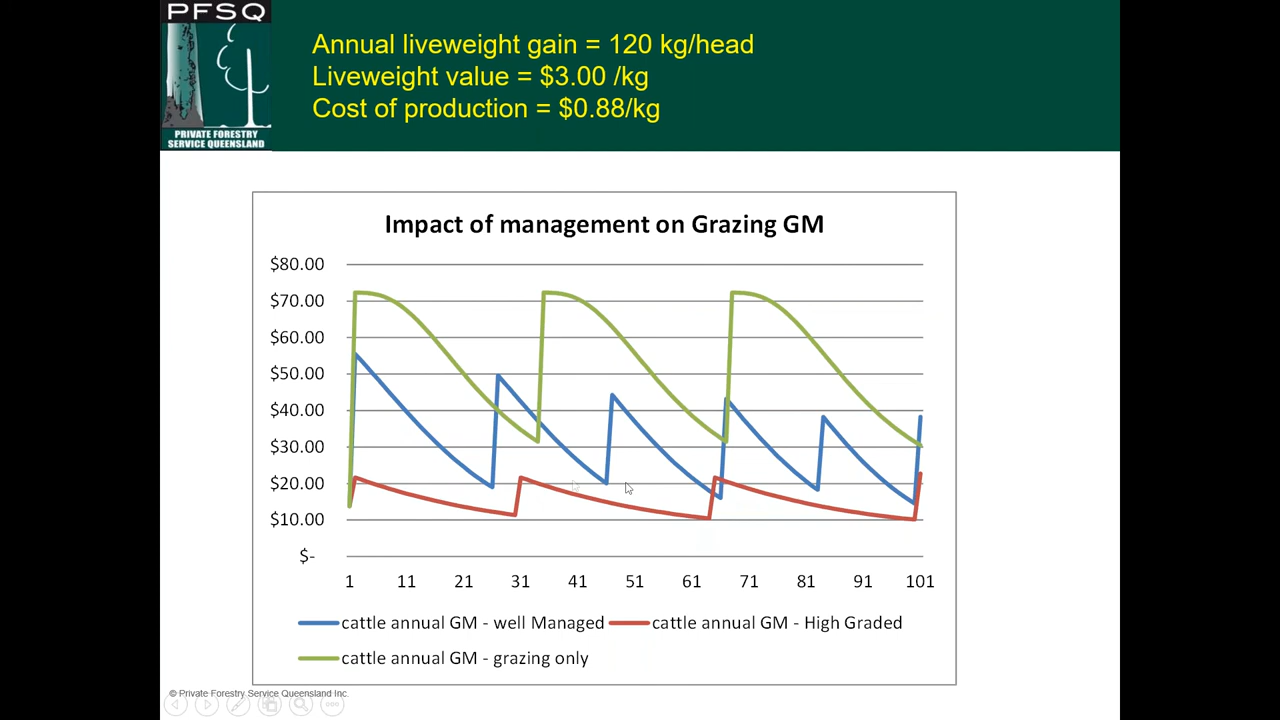 PFSQ
PRIVATE FORESTRY
SERVICE QUEENSLAND
Annual liveweight gain = 120 kg/head
Liveweight value = $3.00 /kg
Cost of production = $0.88/kg
Impact of management on Grazing GM
$80.00
$70.00
$60.00
$50.00
$40.00
$30.00
$20.00
$10.00
$-
1 11 21 31 41 51 61 71 81 91 101
cattle annual GM - well Managed cattle annual GM - High Graded
cattle annual GM - grazing only
© Private Forestry Service Queensland Inc.